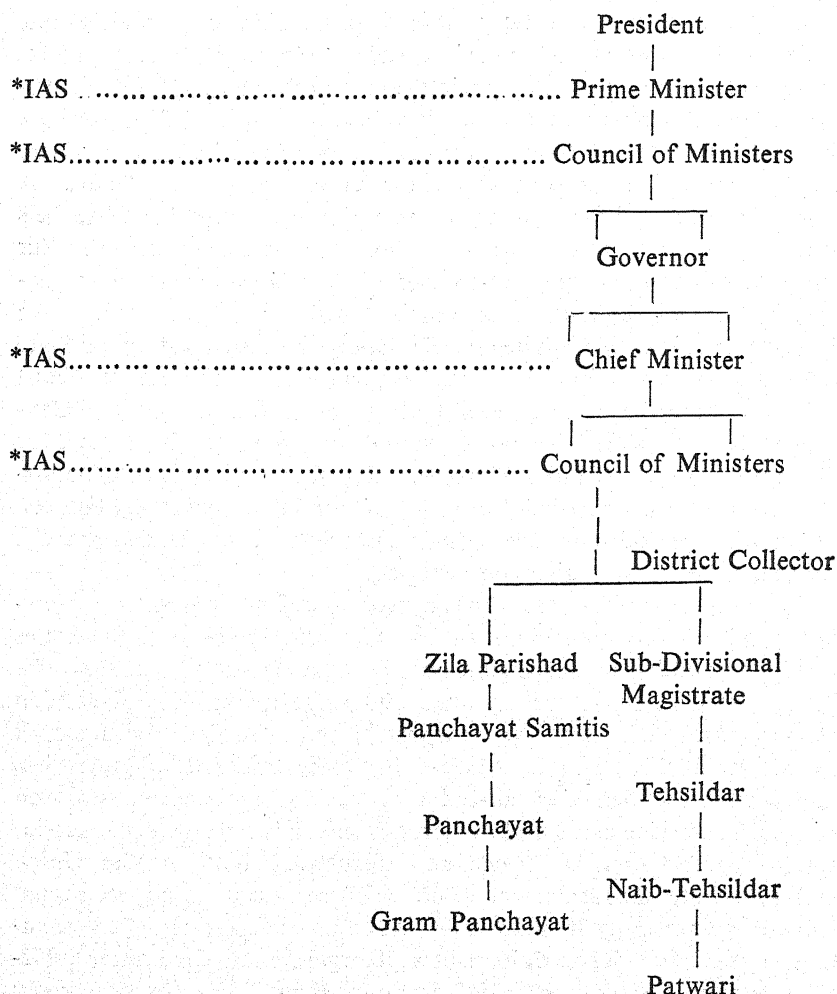 President
*IAS ................................................ Prime Minister
*IAS................................................ Council of Ministers
Governor
*IAS................................................ Chief Minister
*IAS................................................ Council of Ministers
District Collector
Zila Parishad Sub-Divisional
Magistrate
Panchayat Samitis
Tehsildar
Panchayat
Naib-Tehsildar
Gram Panchayat
Patwari